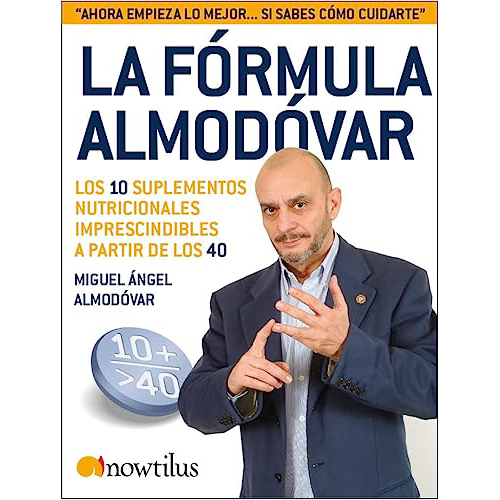 “AHORA EMPIEZA LO MEJOR... SI SABES CÓMO CUIDARTE”
LA FÓRMULA
ALMODÓVAR
LOS 10 SUPLEMENTOS
NUTRICIONALES
IMPRESCINDIBLES
A PARTIR DE LOS 40
MIGUEL ÁNGEL
ALMODÓVAR
10+
>40
nowtilus